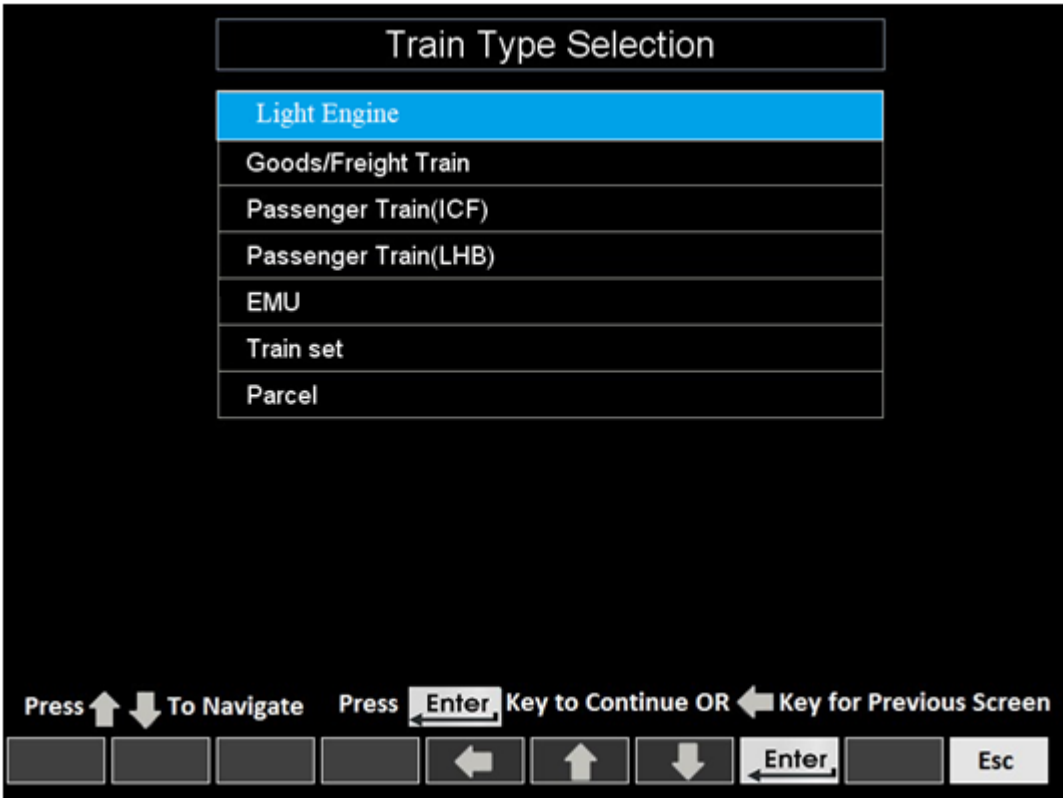 Train Type Selection
Light Engine
Goods/Freight Train
Passenger Train(ICF)
Passenger Train(LHB)
EMU
Train set
Parcel
Press To Navigate Press Enter Key to Continue OR Key for Previous Screen
Enter Esc